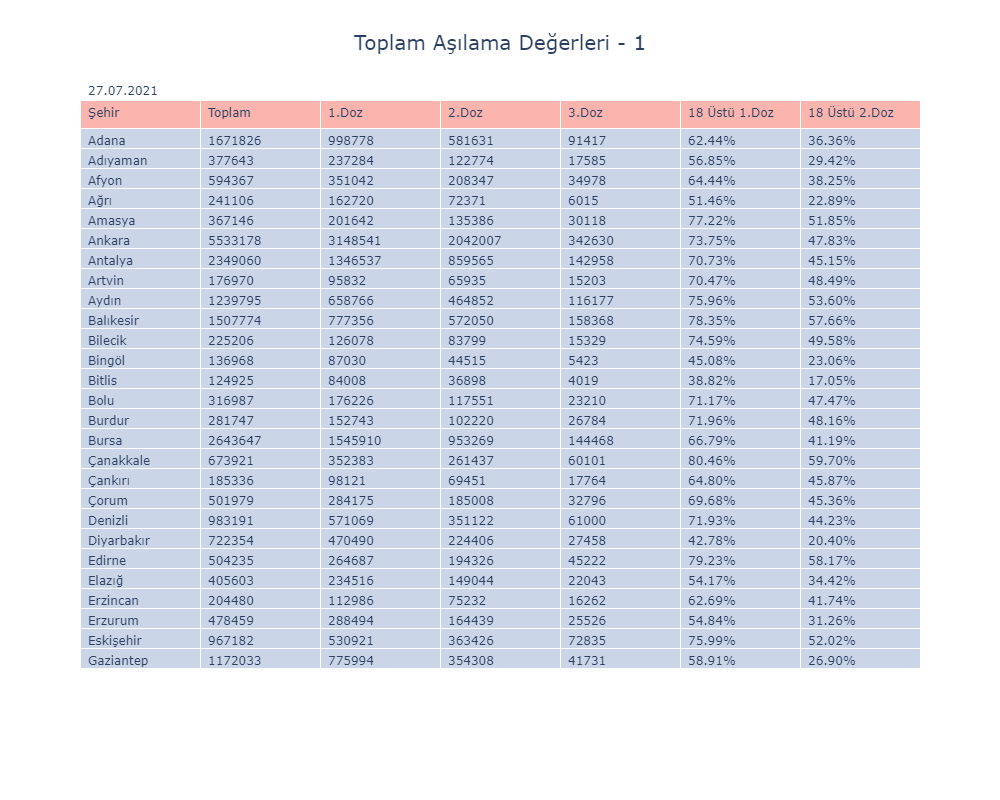 Toplam Aşılama Değerleri - 1
27.07.2021
Şehir Toplam 1.Doz 2.Doz 3.Doz 18 Üstü 1.Doz 18 Üstü 2.Doz
Adana 1671826 998778 581631 91417 62.44% 36.36%
Adıyaman 377643 237284 122774 17585 56.85% 29.42%
Afyon 594367 351042 208347 34978 64.44% 38.25%
Ağrı 241106 162720 72371 6015 51.46% 22.89%
Amasya 367146 201642 135386 30118 77.22% 51.85%
Ankara 5533178 3148541 2042007 342630 73.75% 47.83%
Antalya 2349060 1346537 859565 142958 70.73% 45.15%
Artvin 176970 95832 65935 15203 70.47% 48.49%
Aydın 1239795 658766 464852 116177 75.96% 53.60%
Balıkesir 1507774 777356 572050 158368 78.35% 57.66%
Bilecik 225206 126078 83799 15329 74.59% 49.58%
Bingöl 136968 87030 44515 5423 45.08% 23.06%
Bitlis 124925 84008 36898 4019 38.82% 17.05%
Bolu 316987 176226 117551 23210 71.17% 47.47%
Burdur 281747 152743 102220 26784 71.96% 48.16%
Bursa 2643647 1545910 953269 144468 66.79% 41.19%
Çanakkale 673921 352383 261437 60101 80.46% 59.70%
Çankırı 185336 98121 69451 17764 64.80% 45.87%
Çorum 501979 284175 185008 32796 69.68% 45.36%
Denizli 983191 571069 351122 61000 71.93% 44.23%
Diyarbakır 722354 470490 224406 27458 42.78% 20.40%
Edirne 504235 264687 194326 45222 79.23% 58.17%
Elazığ 405603 234516 149044 22043 54.17% 34.42%
Erzincan 204480 112986 75232 16262 62.69% 41.74%
Erzurum 478459 288494 164439 25526 54.84% 31.26%
Eskişehir 967182 530921 363426 72835 75.99% 52.02%
Gaziantep 1172033 775994 354308 41731 58.91% 26.90%